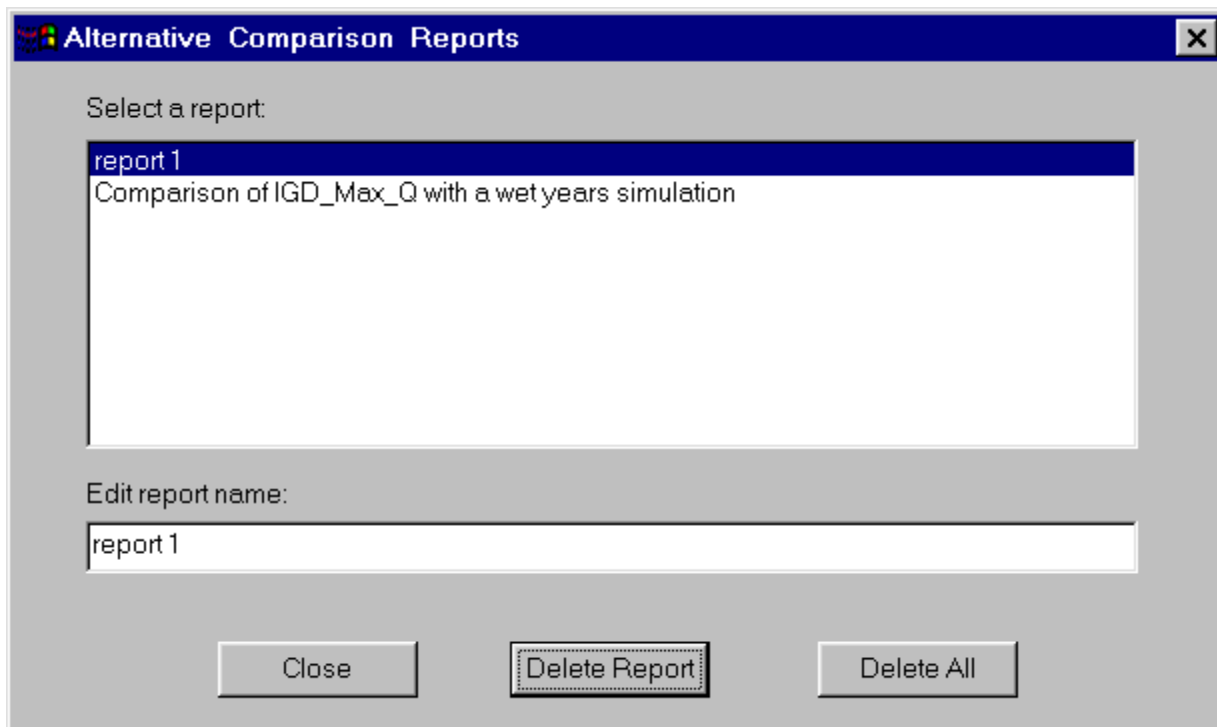 Alternative Comparison Reports
Select a report:
report 1
Comparison of IGD_Max_Q with a wet years simulation
Edit report name:
report 1
Close Delete Report Delete All